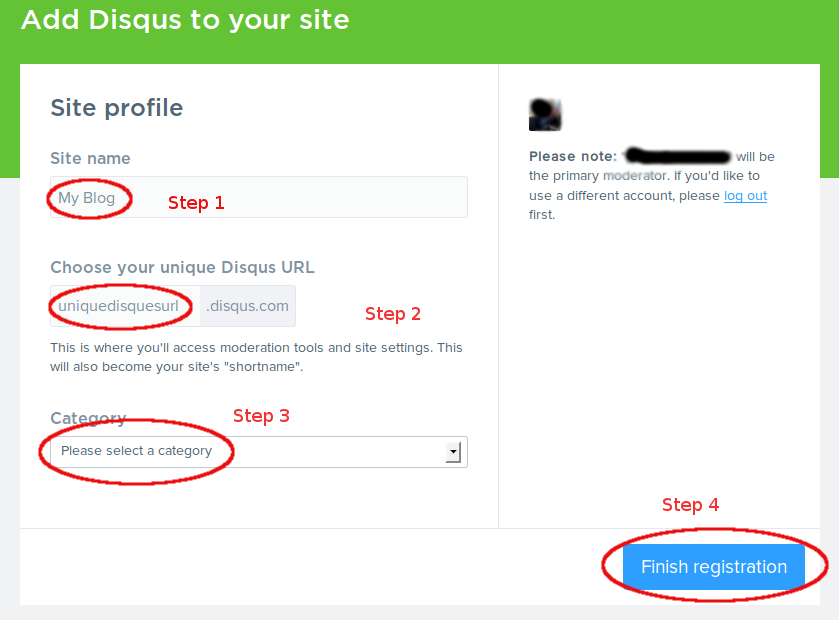 Add Disqus to your site
Site profile
Site name
My Blog
Step 1
Choose your unique Disqus URL
uniquedisquesurl .disqus.com
Step 2
This is where you'll access moderation tools and site settings. This
will also become your site's "shortname".
Category
Step 3
Please select a category
Please note: will be
the primary moderator. If you'd like to
use a different account, please log out
first.
Step 4
Finish registration